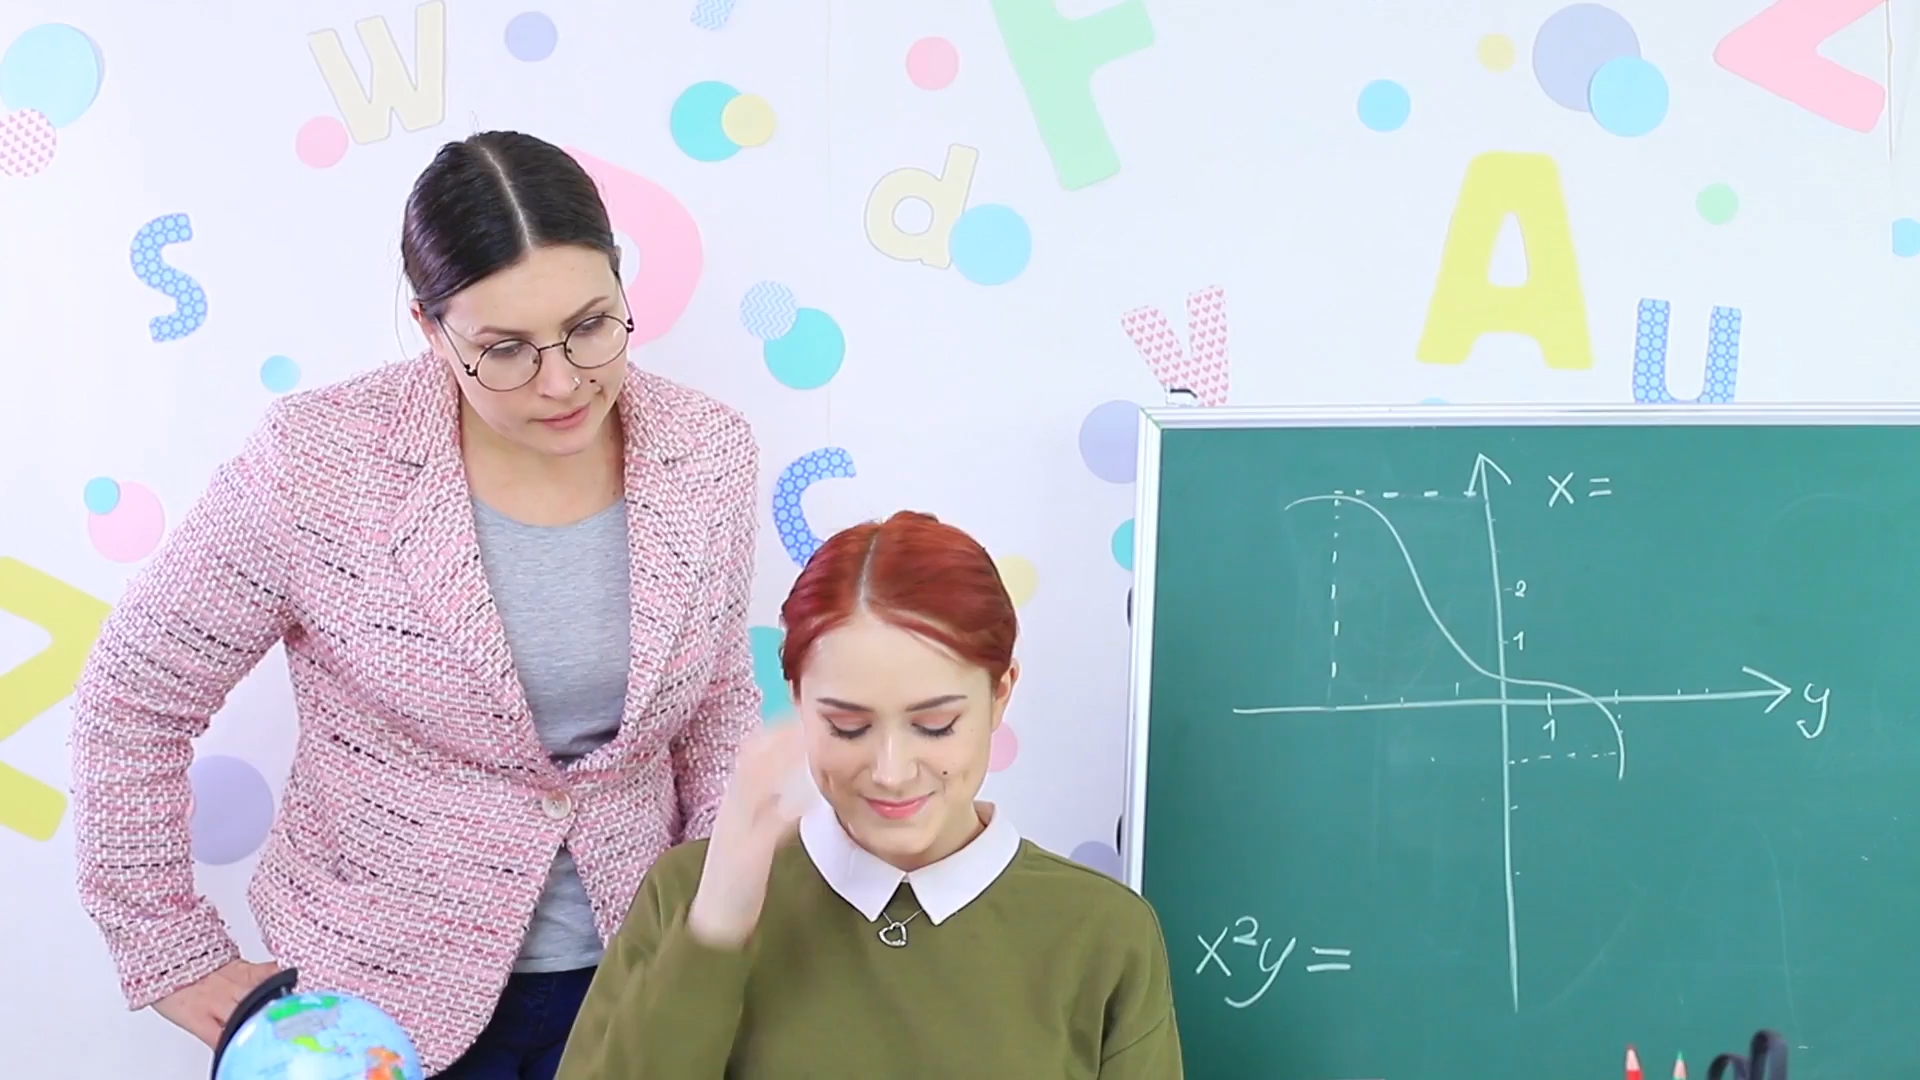 W
d
S
A
V
U
C
x =
2
1
y
1
x²y =